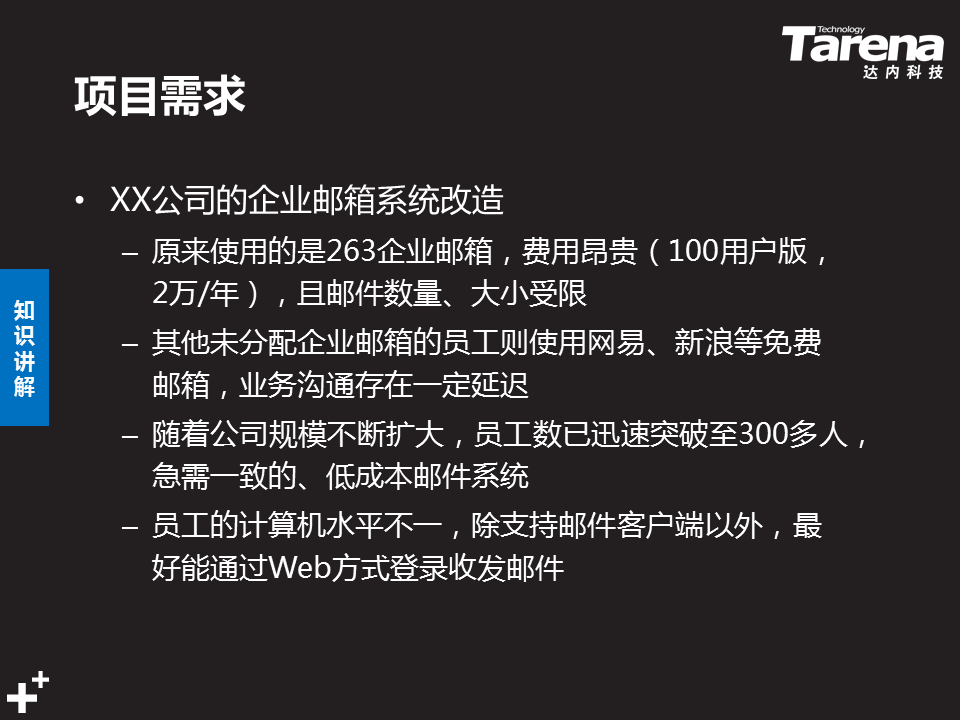 Technology
Tarena
达内科技
项目需求
• XX公司的企业邮箱系统改造
– 原来使用的是263企业邮箱，费用昂贵（100用户版，
2万/年），且邮件数量、大小受限
– 其他未分配企业邮箱的员工则使用网易、新浪等免费
邮箱，业务沟通存在一定延迟
– 随着公司规模不断扩大，员工数已迅速突破至300多人，
急需一致的、低成本邮件系统
– 员工的计算机水平不一，除支持邮件客户端以外，最
好能通过Web方式登录收发邮件
知
识
讲
解